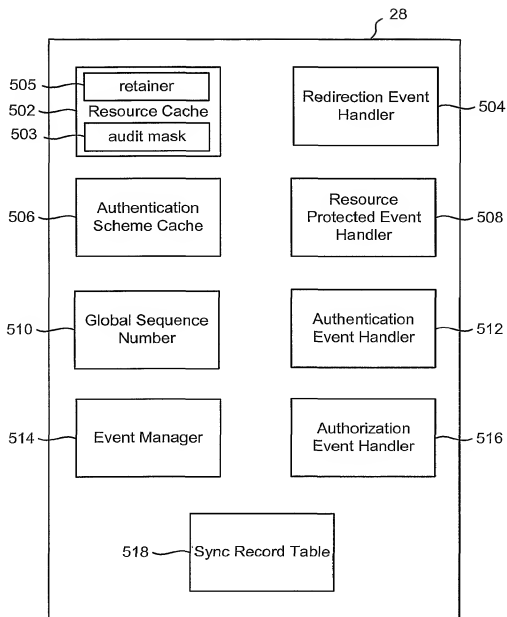 28
505
retainer
502
Resource Cache
503
audit mask
Redirection Event
Handler
504
506
Authentication
Scheme Cache
Resource
Protected Event
Handler
508
510
Global Sequence
Number
Authentication
Event Handler
512
514
Event Manager
Authorization
Event Handler
516
518
Sync Record Table